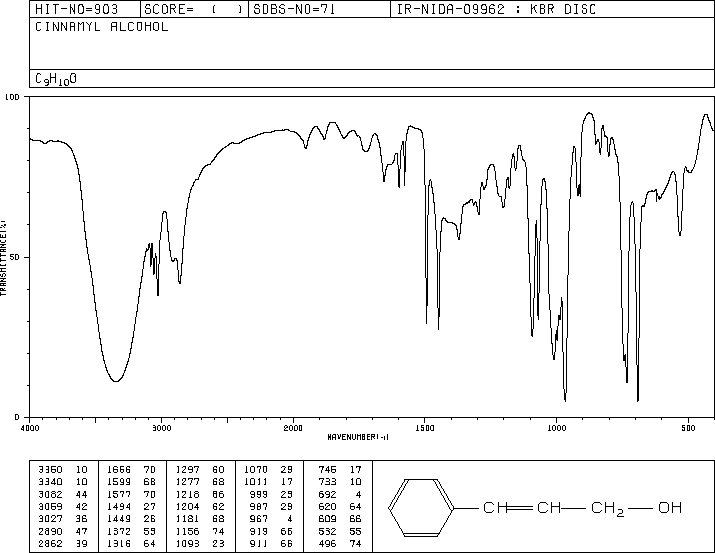 HIT-NO=903 SCORE= ( ) SDBS-NO=71 IR-NIDA-09962 : KBR DISC
CINNAMYL ALCOHOL
C9H10O
100
50
0
TRANSMITTANCE(%)
4000 3000 2000 1500 1000 500
WAVENUMBER(-1)
3360 10 1666 70 1297 60 1070 29 746 17
3340 10 1599 68 1277 68 1011 17 733 10
3082 44 1577 70 1218 86 999 23 692 4
3059 42 1494 27 1204 62 987 29 620 64
3027 36 1449 26 1181 68 967 4 609 66
2890 47 1372 59 1156 74 919 66 532 55
2862 39 1316 64 1093 23 911 66 496 74
CH CH CH2 OH